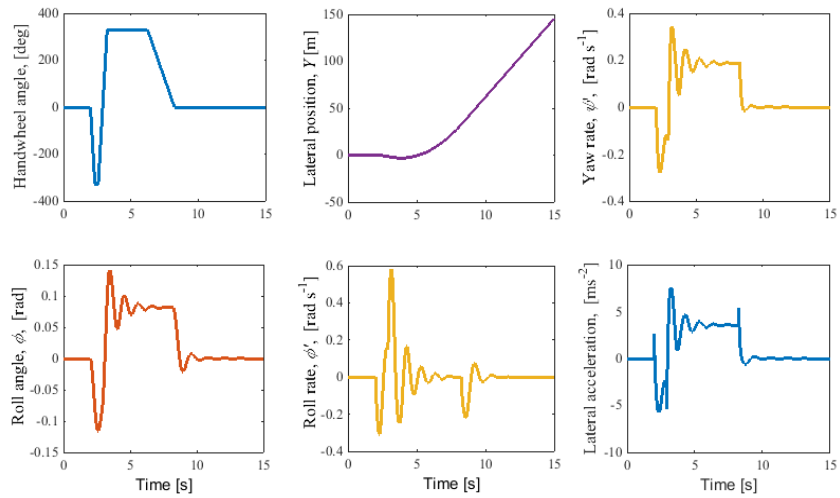 Handwheel angle, [deg]
400
200
0
-200
-400
0 5 10 15
Lateral position, Y [m]
150
100
50
0
-50
0 5 10 15
Yaw rate, ψ', [rad s⁻¹]
0.4
0.2
0
-0.2
-0.4
0 5 10 15
Roll angle, ϕ, [rad]
0.15
0.1
0.05
0
-0.05
-0.1
-0.15
0 5 10 15
Time [s]
Roll rate, ϕ', [rad s⁻¹]
0.6
0.4
0.2
0
-0.2
-0.4
0 5 10 15
Time [s]
Lateral acceleration, [ms⁻²]
10
5
0
-5
-10
0 5 10 15
Time [s]